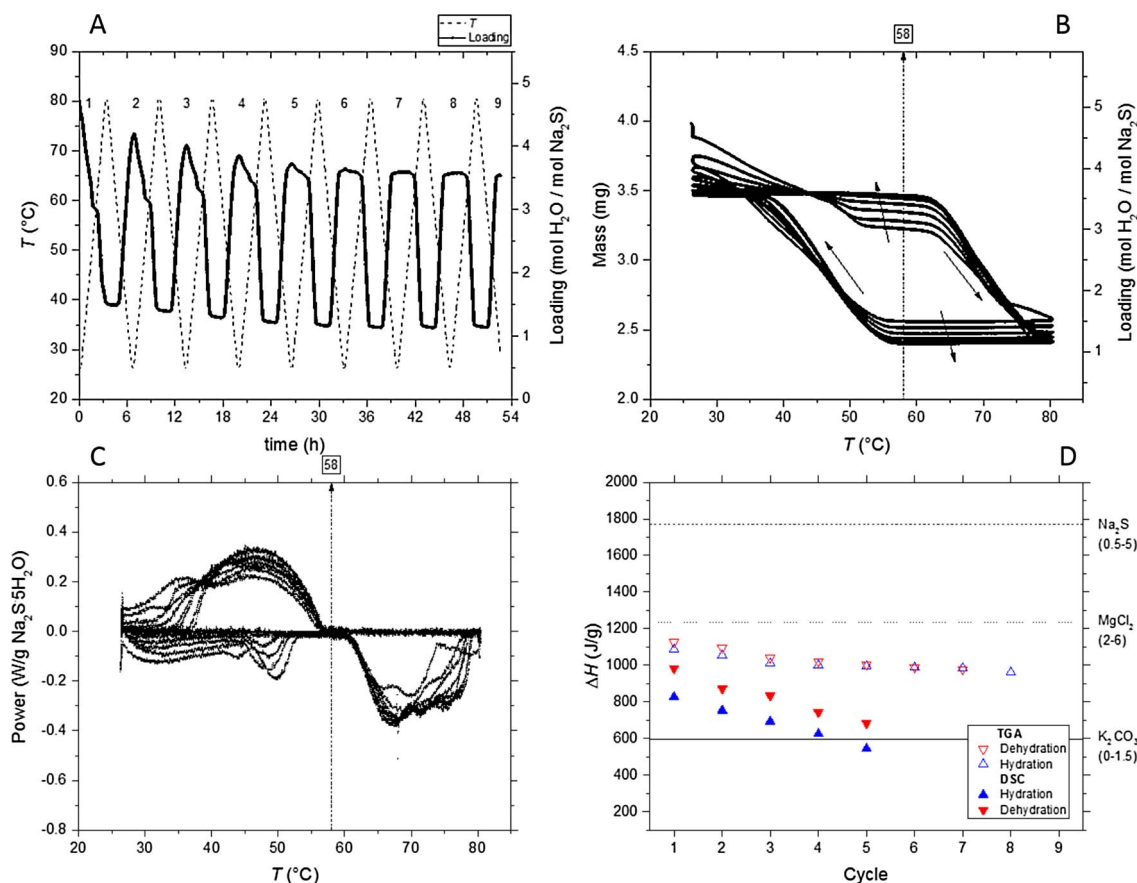 A
T
Loading
90
80
70
60
50
40
30
20
T (°C)
5
4
3
2
1
0
Loading (mol H₂O / mol Na₂S)
1 2 3 4 5 6 7 8 9
0 6 12 18 24 30 36 42 48 54
time (h)
B
58
4.5
4.0
3.5
3.0
2.5
2.0
Mass (mg)
5
4
3
2
1
0
Loading (mol H₂O / mol Na₂S)
20 30 40 50 60 70 80
T (°C)
C
58
0.6
0.4
0.2
0.0
-0.2
-0.4
-0.6
-0.8
Power (W/g Na₂S5H₂O)
20 30 40 50 60 70 80
T (°C)
D
2000
1800
1600
1400
1200
1000
800
600
400
200
ΔH (J/g)
Na₂S
(0.5-5)
MgCl₂
(2-6)
K₂CO₃
(0-1.5)
TGA
Dehydration
Hydration
DSC
Hydration
Dehydration
1 2 3 4 5 6 7 8 9
Cycle